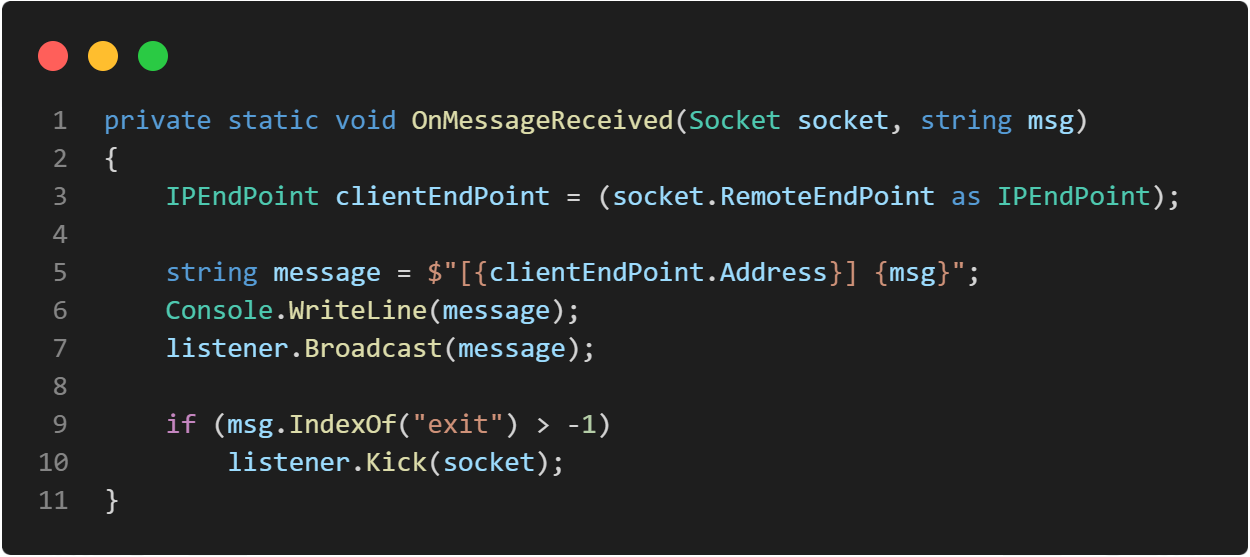 1 private static void OnMessageReceived(Socket socket, string msg)
2 {
3     IPEndPoint clientEndPoint = (socket.RemoteEndPoint as IPEndPoint);
4
5     string message = $"[{clientEndPoint.Address}] {msg}";
6     Console.WriteLine(message);
7     listener.Broadcast(message);
8
9     if (msg.IndexOf("exit") > -1)
10         listener.Kick(socket);
11 }